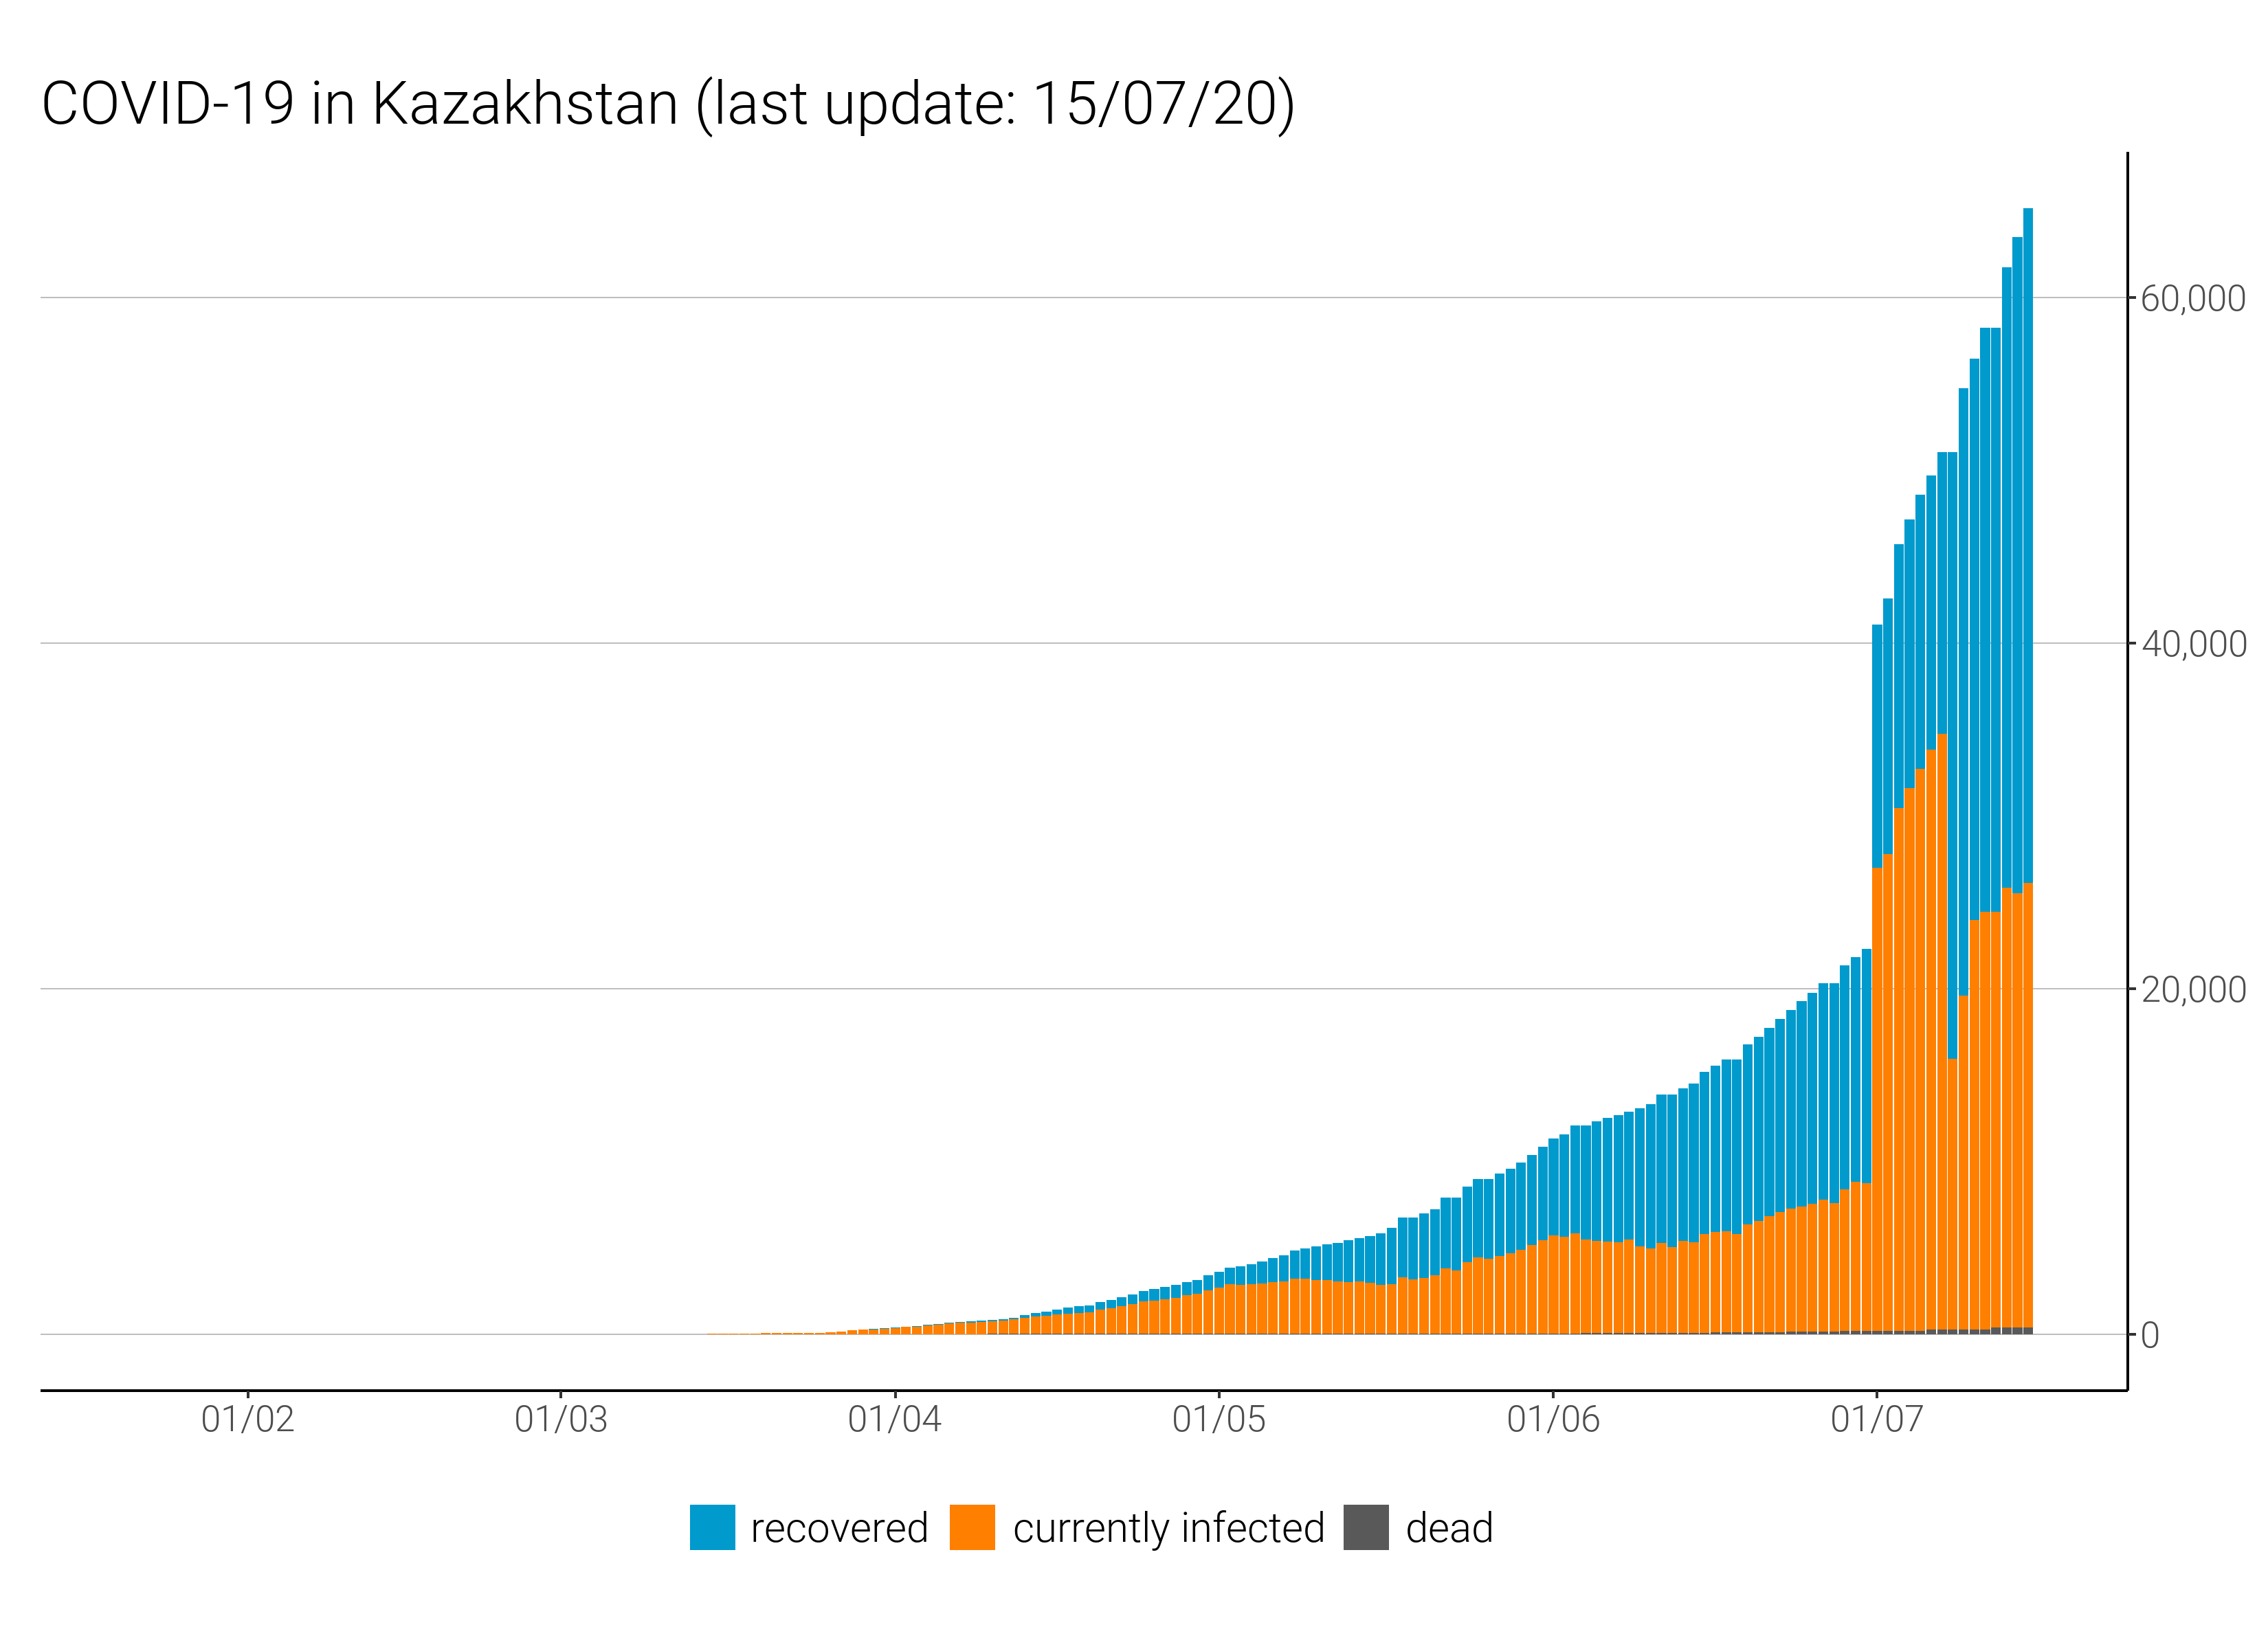 COVID-19 in Kazakhstan (last update: 15/07/20)
60,000
40,000
20,000
0
01/02 01/03 01/04 01/05 01/06 01/07
recovered currently infected dead